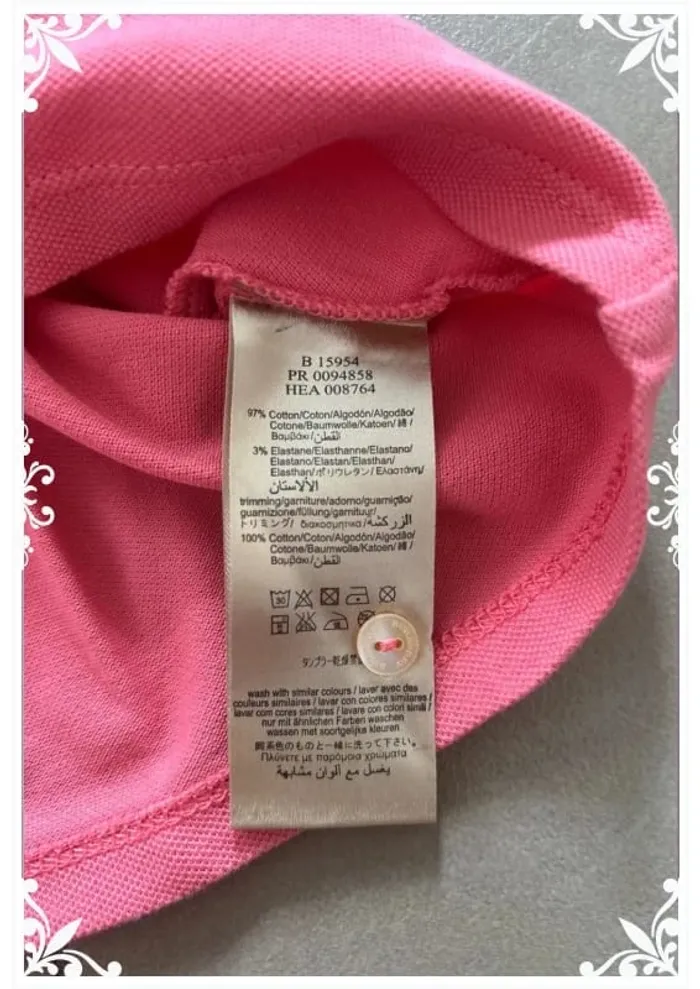 B 15954
PR 0094858
HEA 008764
97% Cotton/Coton/Algodón/Algodão/
Cotone/Baumwolle/Katoen/ 綿 /
Βαμβάκι/القطن
3% Elastane/Elasthanne/Elastano/
Elastano/Elastan/Elasthan/
Elasthan/ポリウレタン/ Ελαστάνη/
الألاستان
trimming/garniture/adorno/guarnição/
guarnizione/füllung/garnituur/
トリミング/ διακοσμητικα/الزركشة
100% Cotton/Coton/Algodón/Algodão/
Cotone/Baumwolle/Katoen/ 綿 /
Βαμβάκι/القطن
30
タンブラー乾燥禁
wash with similar colours / laver avec des
couleurs similaires / lavar con colores similares /
lavar com cores similares / lavare con colori simili /
nur mit ähnlichen Farben waschen
wassen met soortgelijke kleuren
同系色のものと一緒に洗って下さい。
Πλύνετε με παρόμοια χρώματα
يغسل مع ألوان مشابهة